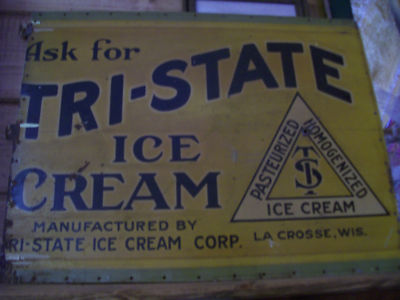 Ask for
TRI-STATE
ICE
CREAM
MANUFACTURED BY
RI-STATE ICE CREAM CORP. LA CROSSE, WIS.
PASTEURIZED
HOMOGENIZED
TS
ICE CREAM